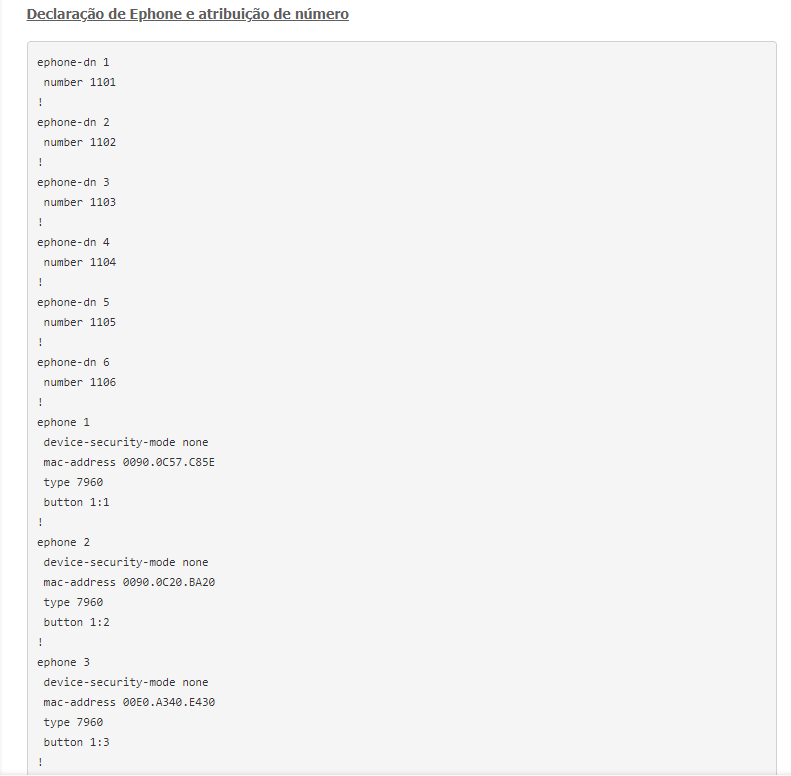 Declaração de Ephone e atribuição de número
ephone-dn 1
number 1101
!
ephone-dn 2
number 1102
!
ephone-dn 3
number 1103
!
ephone-dn 4
number 1104
!
ephone-dn 5
number 1105
!
ephone-dn 6
number 1106
!
ephone 1
device-security-mode none
mac-address 0090.0C57.C85E
type 7960
button 1:1
!
ephone 2
device-security-mode none
mac-address 0090.0C20.BA20
type 7960
button 1:2
!
ephone 3
device-security-mode none
mac-address 00E0.A340.E430
type 7960
button 1:3
!